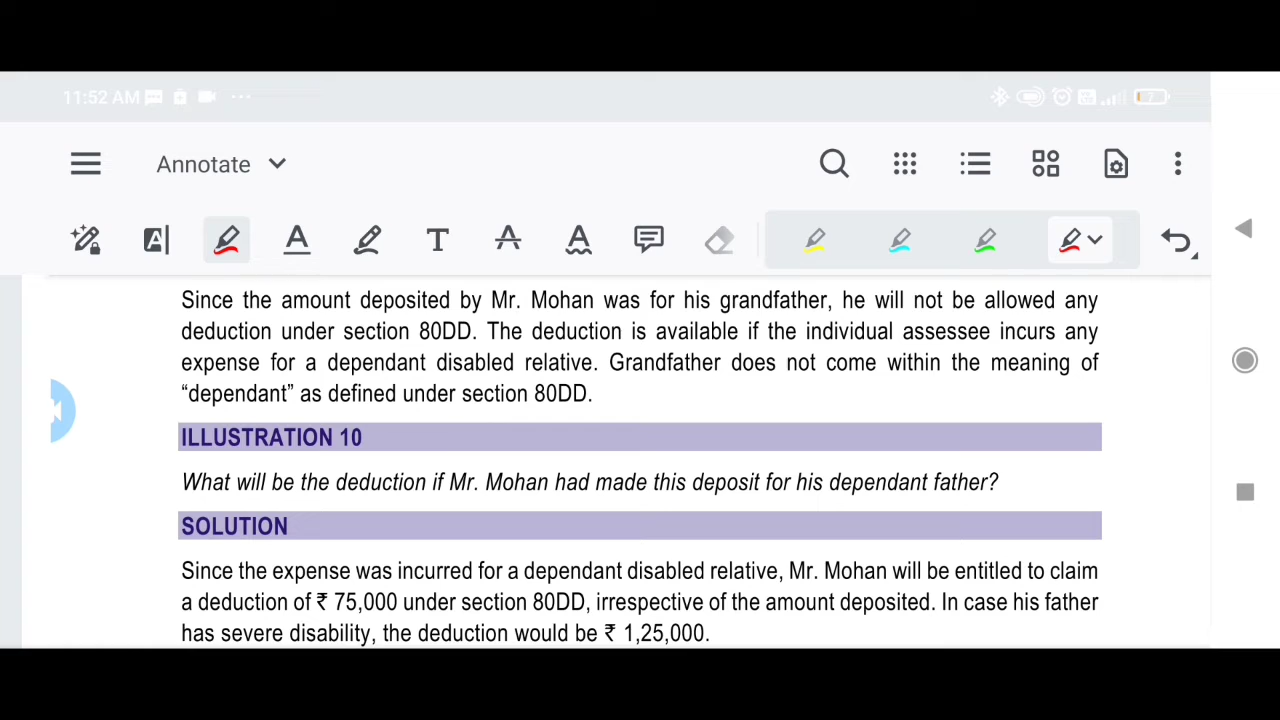 11:52 AM
Annotate
Since the amount deposited by Mr. Mohan was for his grandfather, he will not be allowed any
deduction under section 80DD. The deduction is available if the individual assessee incurs any
expense for a dependant disabled relative. Grandfather does not come within the meaning of
“dependant” as defined under section 80DD.
ILLUSTRATION 10
What will be the deduction if Mr. Mohan had made this deposit for his dependant father?
SOLUTION
Since the expense was incurred for a dependant disabled relative, Mr. Mohan will be entitled to claim
a deduction of ₹ 75,000 under section 80DD, irrespective of the amount deposited. In case his father
has severe disability, the deduction would be ₹ 1,25,000.